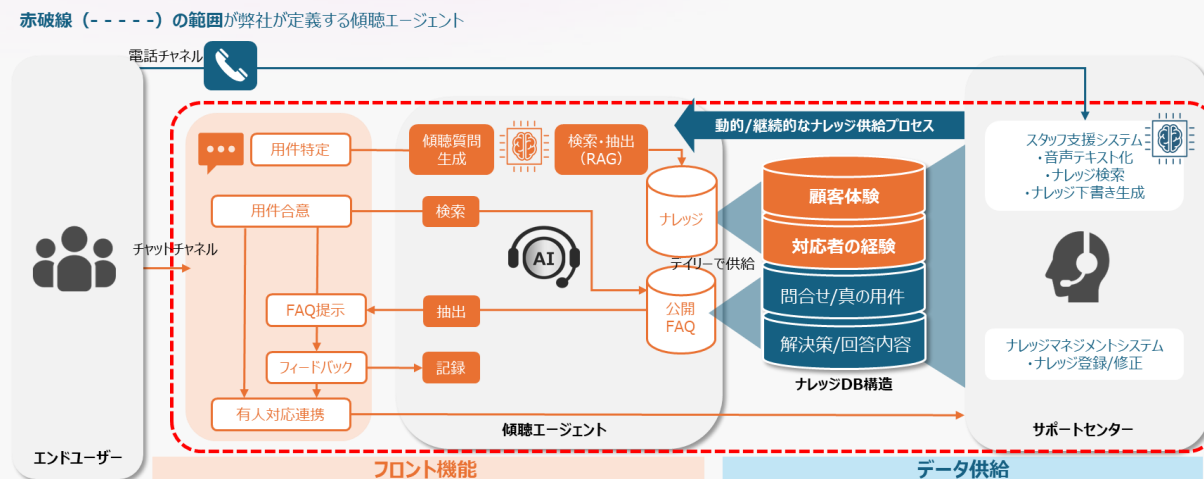 赤破線（- - - - -）の範囲が弊社が定義する傾聴エージェント
電話チャネル
動的/継続的なナレッジ供給プロセス
用件特定
傾聴質問
生成
検索・抽出
（RAG）
スタッフ支援システム
・音声テキスト化
・ナレッジ検索
・ナレッジ下書き生成
用件合意
検索
ナレッジ
顧客体験
対応者の経験
チャットチャネル
AI
デイリーで供給
問合せ/真の用件
FAQ提示
抽出
公開
FAQ
解決策/回答内容
ナレッジマネジメントシステム
・ナレッジ登録/修正
フィードバック
記録
ナレッジDB構造
有人対応連携
傾聴エージェント
サポートセンター
エンドユーザー
フロント機能
データ供給